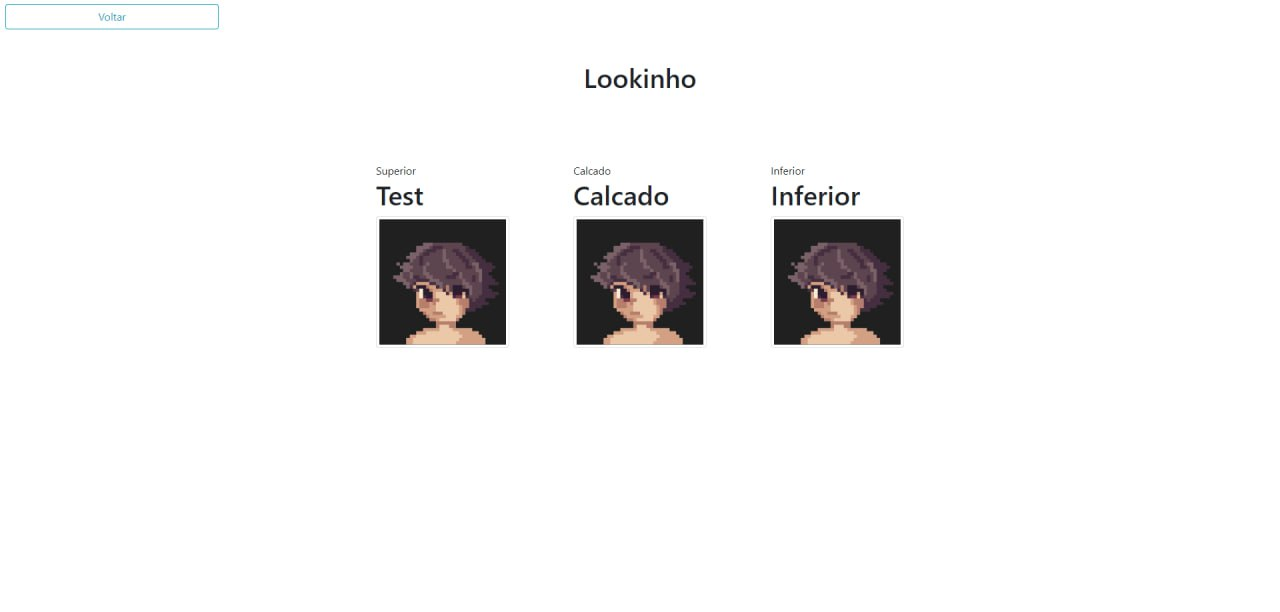 Voltar
Lookinho
Superior
Test
Calcado
Calcado
Inferior
Inferior